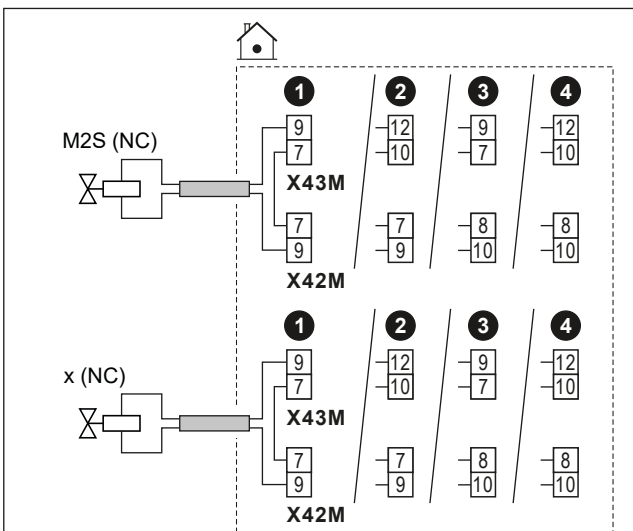 1 2 3 4
9 12 9 12
M2S (NC)
7 10 7 10
X43M
7 7 8 8
9 9 10 10
X42M
1 2 3 4
9 12 9 12
x (NC)
7 10 7 10
X43M
7 7 8 8
9 9 10 10
X42M